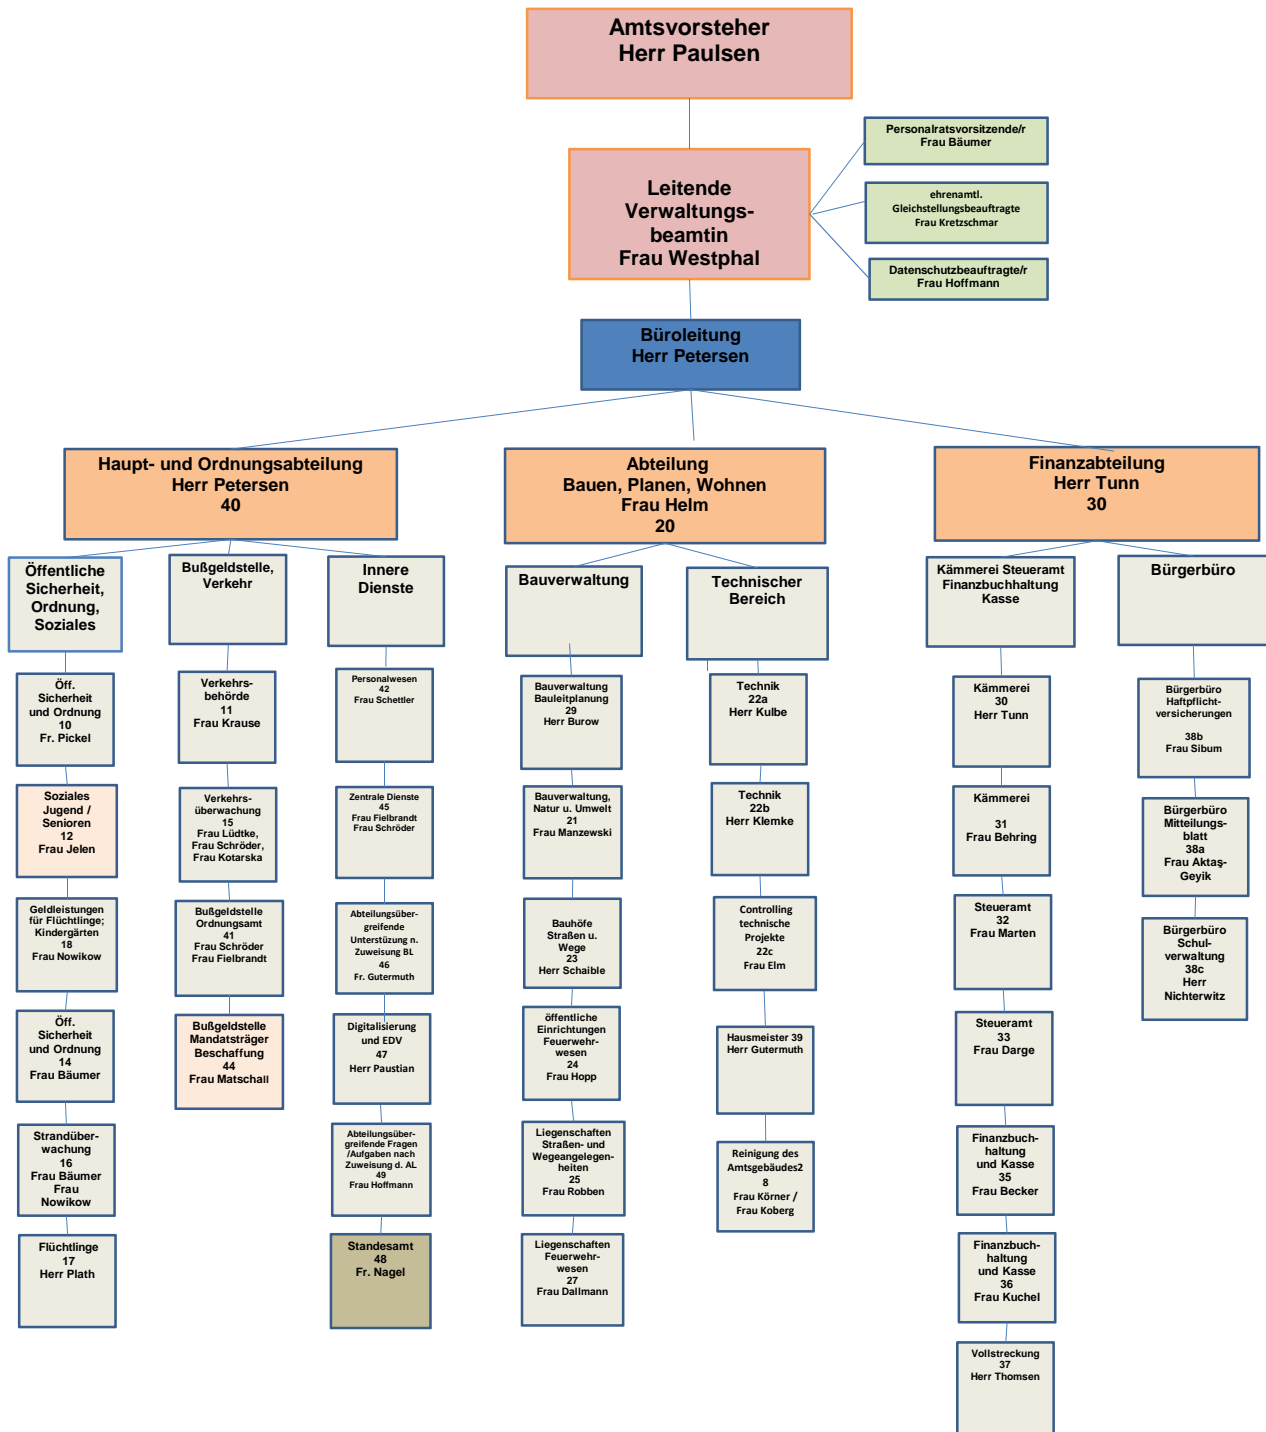 Amtsvorsteher
Herr Paulsen
Leitende
Verwaltungs-
beamtin
Frau Westphal
Personalratsvorsitzende/r
Frau Bäumer
ehrenamtl.
Gleichstellungsbeauftragte
Frau Kretzschmar
Datenschutzbeauftragte/r
Frau Hoffmann
Büroleitung
Herr Petersen
Haupt- und Ordnungsabteilung
Herr Petersen
40
Abteilung
Bauen, Planen, Wohnen
Frau Helm
20
Finanzabteilung
Herr Tunn
30
Öffentliche
Sicherheit,
Ordnung,
Soziales
Öff.
Sicherheit
und Ordnung
10
Fr. Pickel
Soziales
Jugend /
Senioren
12
Frau Jelen
Geldleistungen
für Flüchtlinge;
Kindergärten
18
Frau Nowikow
Öff.
Sicherheit
und Ordnung
14
Frau Bäumer
Strandüber-
wachung
16
Frau Bäumer
Frau
Nowikow
Flüchtlinge
17
Herr Plath
Bußgeldstelle,
Verkehr
Verkehrs-
behörde
11
Frau Krause
Verkehrs-
überwachung
15
Frau Lüdtke,
Frau Schröder,
Frau Kotarska
Bußgeldstelle
Ordnungsamt
41
Frau Schröder
Frau Fielbrandt
Bußgeldstelle
Mandatsträger
Beschaffung
44
Frau Matschall
Innere
Dienste
Personalwesen
42
Frau Schettler
Zentrale Dienste
45
Frau Fielbrandt
Frau Schröder
Abteilungsüber-
greifende
Unterstüzung n.
Zuweisung BL
46
Fr. Gutermuth
Digitalisierung
und EDV
47
Herr Paustian
Abteilungsüber-
greifende Fragen
/Aufgaben nach
Zuweisung d. AL
49
Frau Hoffmann
Standesamt
48
Fr. Nagel
Bauverwaltung
Bauverwaltung
Bauleitplanung
29
Herr Burow
Bauverwaltung,
Natur u. Umwelt
21
Frau Manzewski
Bauhöfe
Straßen u.
Wege
23
Herr Schaible
öffentliche
Einrichtungen
Feuerwehr-
wesen
24
Frau Hopp
Liegenschaften
Straßen- und
Wegeangelegen-
heiten
25
Frau Robben
Liegenschaften
Feuerwehr-
wesen
27
Frau Dallmann
Technischer
Bereich
Technik
22a
Herr Kulbe
Technik
22b
Herr Klemke
Controlling
technische
Projekte
22c
Frau Elm
Hausmeister 39
Herr Gutermuth
Reinigung des
Amtsgebäudes2
8
Frau Körner /
Frau Koberg
Kämmerei Steueramt
Finanzbuchhaltung
Kasse
Kämmerei
30
Herr Tunn
Kämmerei
31
Frau Behring
Steueramt
32
Frau Marten
Steueramt
33
Frau Darge
Finanzbuch-
haltung
und Kasse
35
Frau Becker
Finanzbuch-
haltung
und Kasse
36
Frau Kuchel
Vollstreckung
37
Herr Thomsen
Bürgerbüro
Bürgerbüro
Haftpflicht-
versicherungen
38b
Frau Sibum
Bürgerbüro
Mitteilungs-
blatt
38a
Frau Aktaş-
Geyik
Bürgerbüro
Schul-
verwaltung
38c
Herr
Nichterwitz